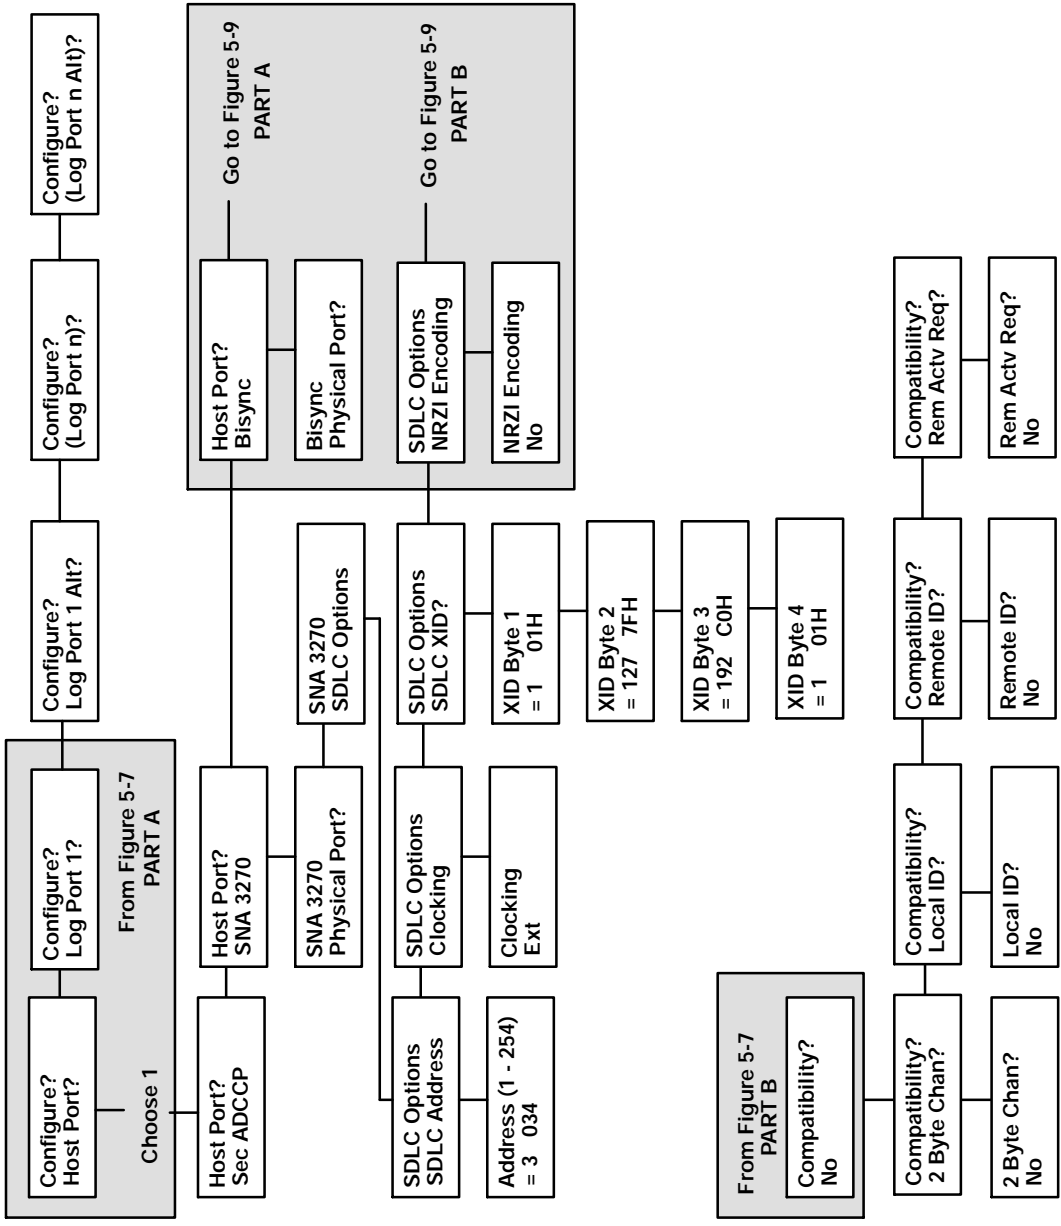 Configure?
Host Port?
Configure?
Log Port 1?
Configure?
Log Port 1 Alt?
Configure?
(Log Port n)?
Configure?
(Log Port n Alt)?
From Figure 5-7
PART A
Choose 1
Host Port?
Sec ADCCP
Host Port?
SNA 3270
Host Port?
Bisync
Go to Figure 5-9
PART A
SNA 3270
Physical Port?
SNA 3270
SDLC Options
Bisync
Physical Port?
SDLC Options
SDLC Address
SDLC Options
Clocking
SDLC Options
SDLC XID?
SDLC Options
NRZI Encoding
Go to Figure 5-9
PART B
Address (1 - 254)
= 3 034
Clocking
Ext
XID Byte 1
= 1 01H
NRZI Encoding
No
XID Byte 2
= 127 7FH
XID Byte 3
= 192 C0H
XID Byte 4
= 1 01H
From Figure 5-7
PART B
Compatibility?
No
Compatibility?
2 Byte Chan?
Compatibility?
Local ID?
Compatibility?
Remote ID?
Compatibility?
Rem Actv Req?
2 Byte Chan?
No
Local ID?
No
Remote ID?
No
Rem Actv Req?
No